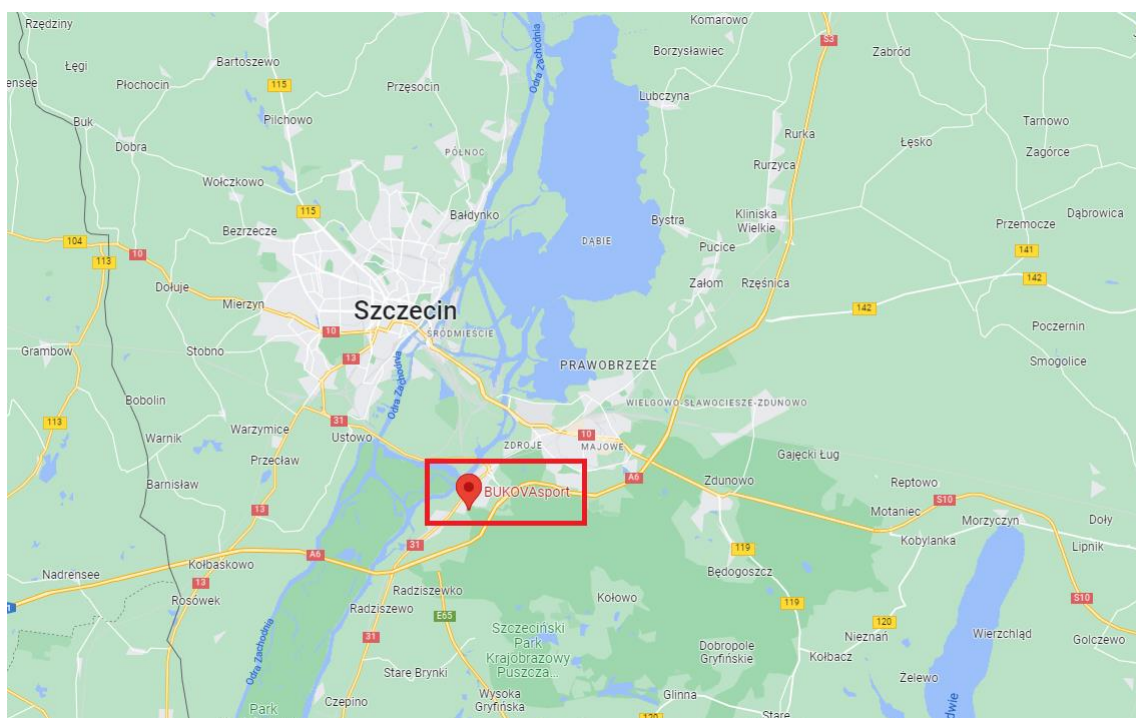 Rzędziny
Komarowo
S3
Łęgi
Bartoszewo
Borzysławiec
Zabród
Odra Zachodnia
ensee
Płochocin
115
Przęsocin
Lubczyna
Buk
Pilchowo
Tarnowo
Dobra
PÓŁNOC
Rurka
Łęsko
Zagórce
Rurzyca
Wołczkowo
115
Bałdynko
Bystra
Kliniska
Wielkie
Dąbrowica
Przemocze
Bezrzecze
104
10
DĄBIE
Pucice
141
113
142
Dołuje
Mierzyn
Załom
Rzęśnica
Szczecin
142
Poczernin
10
ŚRÓDMIEŚCIE
Grambow
Stobno
13
PRAWOBRZEŻE
Smogolice
Odra Zachodnia
Bobolin
WIELGOWO-SŁAWOCIESZE-ZDUNOWO
113
Warnik
Warzymice
31
Ustowo
ZDROJE
10
MAJOWE
Gajęcki Ług
Przecław
Barnisław
BUKOVAsport
A6
Zdunowo
Reptowo
13
S10
Motaniec
Morzyczyn
Doły
31
119
Kobylanka
Lipnik
A6
Kołbaskowo
Nadrensee
13
Będogoszcz
Rosówek
Radziszewko
Kołowo
119
S10
Radziszewo
E65
120
31
Szczeciński
Park
Krajobrazowy
Puszcza...
Nieznań
Wierzchląd
Golczewo
Dobropole
Gryfińskie
Kołbacz
Odra Zachodnia
Stare Brynki
Żelewo
Czepino
Wysoka
Gryfińska
Glinna
Park
120
Stare